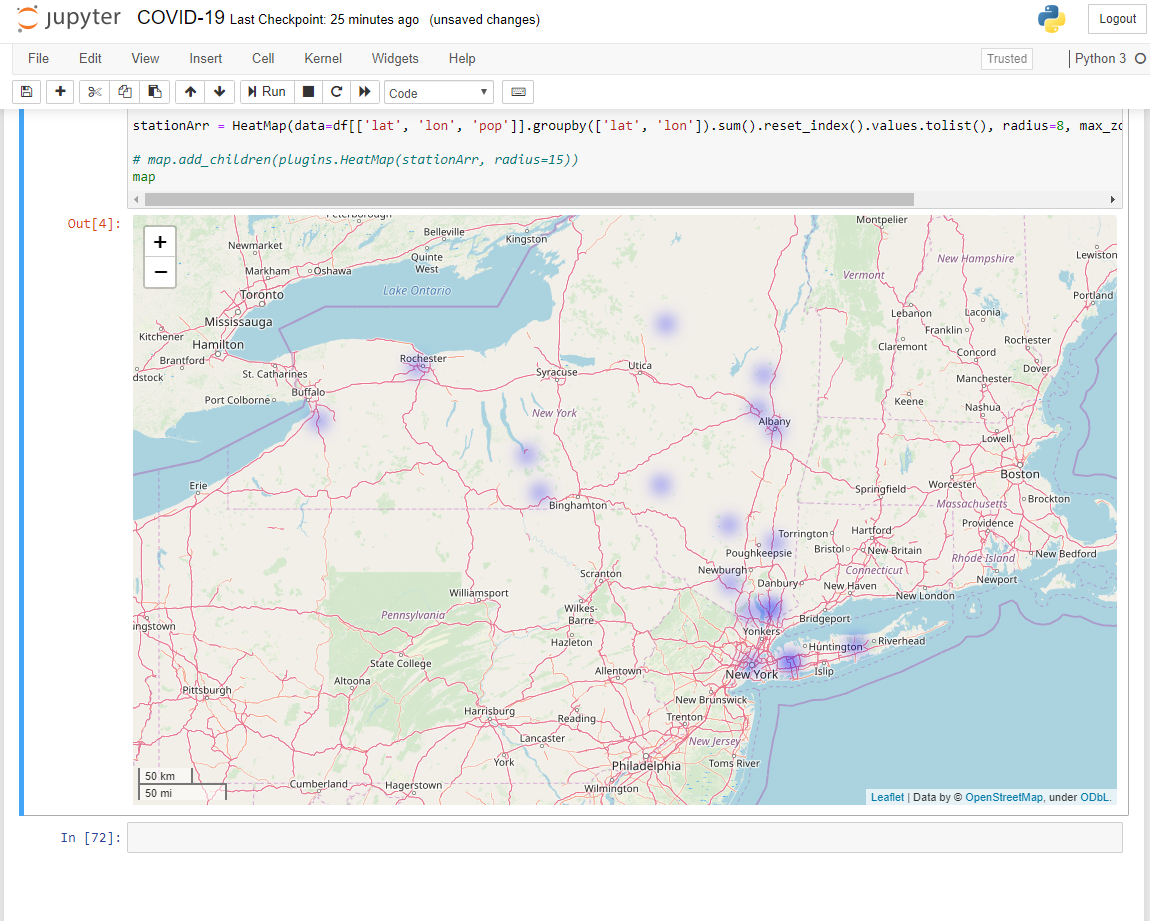 jupyter COVID-19 Last Checkpoint: 25 minutes ago (unsaved changes) Logout
File Edit View Insert Cell Kernel Widgets Help Trusted Python 3
Run Code
stationArr = HeatMap(data=df[['lat', 'lon', 'pop']].groupby(['lat', 'lon']).sum().reset_index().values.tolist(), radius=8, max_zo
# map.add_children(plugins.HeatMap(stationArr, radius=15))
map
Out[4]:
+
−
Peterborough
Montpelier
Belleville
Kingston
Newmarket
Quinte
West
Lewiston
New Hampshire
Markham
Oshawa
Vermont
Toronto
Lake Ontario
Portland
Mississauga
Lebanon
Laconia
Franklin
Kitchener
Hamilton
Claremont
Rochester
Concord
Brantford
Rochester
dstock
St. Catharines
Syracuse
Utica
Dover
Manchester
Buffalo
Port Colborne
Keene
Nashua
New York
Albany
Lowell
Boston
Erie
Springfield
Worcester
Massachusetts
Brockton
Binghamton
Providence
Torrington
Hartford
Poughkeepsie
Bristol
New Britain
Rhode Island
New Bedford
Newburgh
Connecticut
Scranton
Danbury
New Haven
Newport
Williamsport
New London
Wilkes-
Barre
Pennsylvania
Bridgeport
ungstown
Yonkers
Hazleton
Huntington
Riverhead
State College
Allentown
New York
Islip
Altoona
Pittsburgh
New Brunswick
Harrisburg
Reading
Trenton
Lancaster
New Jersey
York
Philadelphia
Toms River
50 km
50 mi
Cumberland
Hagerstown
Wilmington
Leaflet | Data by © OpenStreetMap, under ODbL.
In [72]: